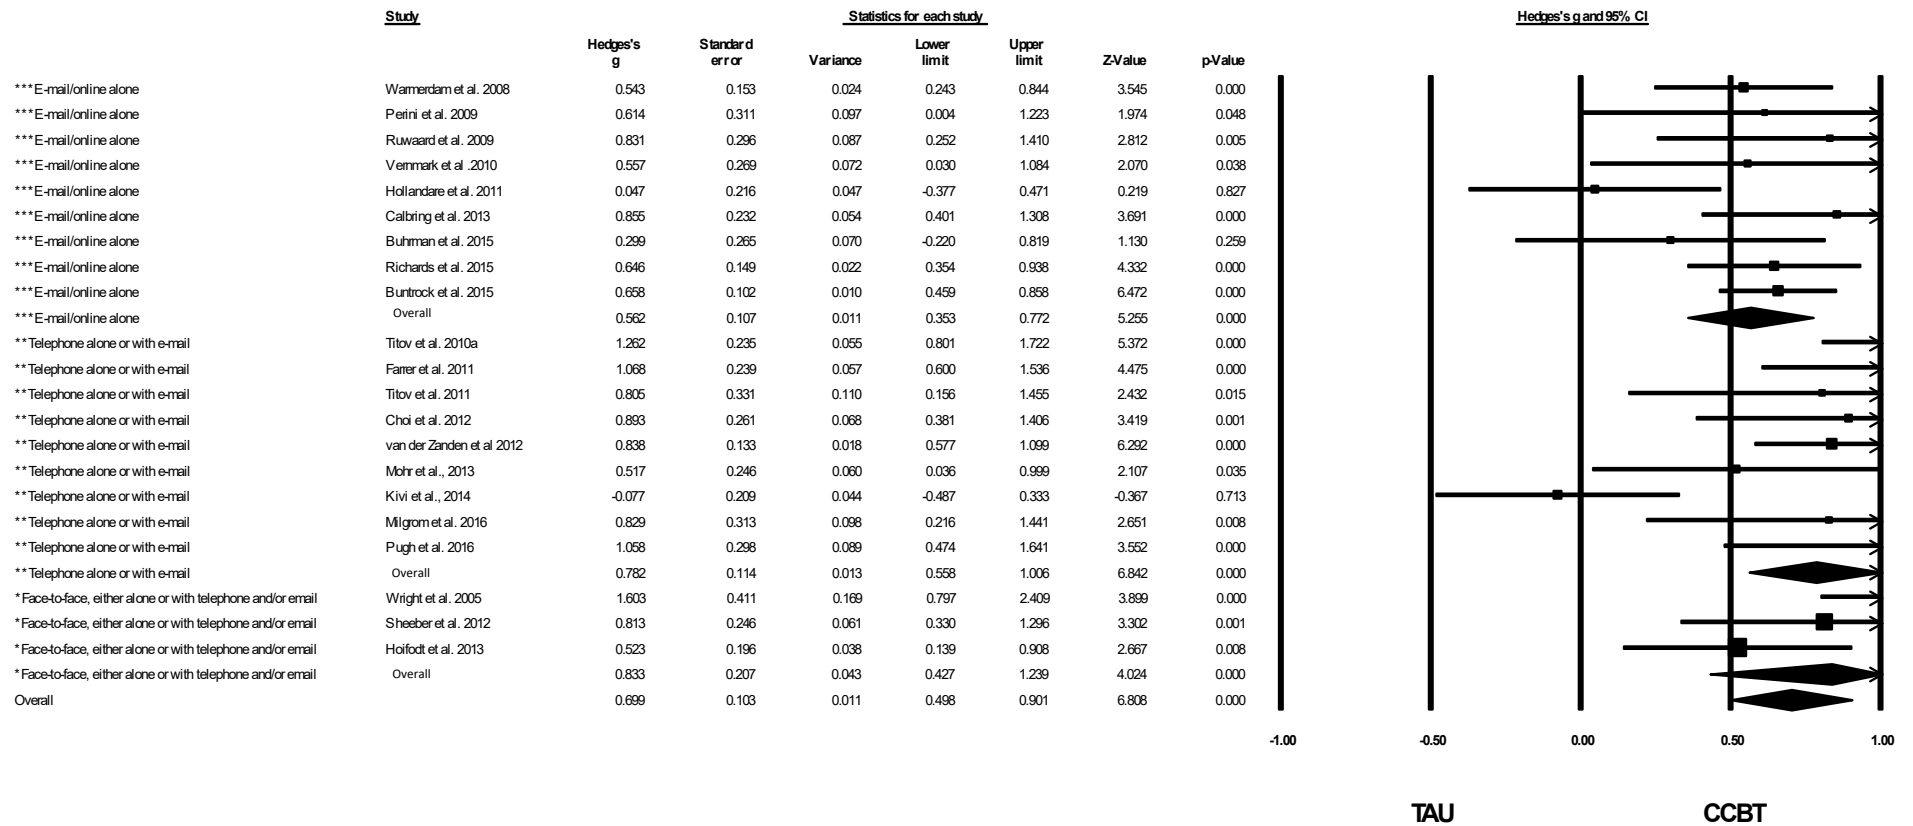 Study Statistics for each study Hedges's g and 95% CI
Hedges's g Standard error Variance Lower limit Upper limit Z-Value p-Value
***E-mail/online alone Warmerdam et al. 2008 0.543 0.153 0.024 0.243 0.844 3.545 0.000
***E-mail/online alone Perini et al. 2009 0.614 0.311 0.097 0.004 1.223 1.974 0.048
***E-mail/online alone Ruwaard et al. 2009 0.831 0.296 0.087 0.252 1.410 2.812 0.005
***E-mail/online alone Vernmark et al .2010 0.557 0.269 0.072 0.030 1.084 2.070 0.038
***E-mail/online alone Hollandare et al. 2011 0.047 0.216 0.047 -0.377 0.471 0.219 0.827
***E-mail/online alone Calbring et al. 2013 0.855 0.232 0.054 0.401 1.308 3.691 0.000
***E-mail/online alone Buhrman et al. 2015 0.299 0.265 0.070 -0.220 0.819 1.130 0.259
***E-mail/online alone Richards et al. 2015 0.646 0.149 0.022 0.354 0.938 4.332 0.000
***E-mail/online alone Buntrock et al. 2015 0.658 0.102 0.010 0.459 0.858 6.472 0.000
***E-mail/online alone Overall 0.562 0.107 0.011 0.353 0.772 5.255 0.000
**Telephone alone or with e-mail Titov et al. 2010a 1.262 0.235 0.055 0.801 1.722 5.372 0.000
**Telephone alone or with e-mail Farrer et al. 2011 1.068 0.239 0.057 0.600 1.536 4.475 0.000
**Telephone alone or with e-mail Titov et al. 2011 0.805 0.331 0.110 0.156 1.455 2.432 0.015
**Telephone alone or with e-mail Choi et al. 2012 0.893 0.261 0.068 0.381 1.406 3.419 0.001
**Telephone alone or with e-mail van der Zanden et al 2012 0.838 0.133 0.018 0.577 1.099 6.292 0.000
**Telephone alone or with e-mail Mohr et al., 2013 0.517 0.246 0.060 0.036 0.999 2.107 0.035
**Telephone alone or with e-mail Kivi et al., 2014 -0.077 0.209 0.044 -0.487 0.333 -0.367 0.713
**Telephone alone or with e-mail Milgrom et al. 2016 0.829 0.313 0.098 0.216 1.441 2.651 0.008
**Telephone alone or with e-mail Pugh et al. 2016 1.058 0.298 0.089 0.474 1.641 3.552 0.000
**Telephone alone or with e-mail Overall 0.782 0.114 0.013 0.558 1.006 6.842 0.000
*Face-to-face, either alone or with telephone and/or email Wright et al. 2005 1.603 0.411 0.169 0.797 2.409 3.899 0.000
*Face-to-face, either alone or with telephone and/or email Sheeber et al. 2012 0.813 0.246 0.061 0.330 1.296 3.302 0.001
*Face-to-face, either alone or with telephone and/or email Hoifodt et al. 2013 0.523 0.196 0.038 0.139 0.908 2.667 0.008
*Face-to-face, either alone or with telephone and/or email Overall 0.833 0.207 0.043 0.427 1.239 4.024 0.000
Overall 0.699 0.103 0.011 0.498 0.901 6.808 0.000
-1.00 -0.50 0.00 0.50 1.00
TAU CCBT